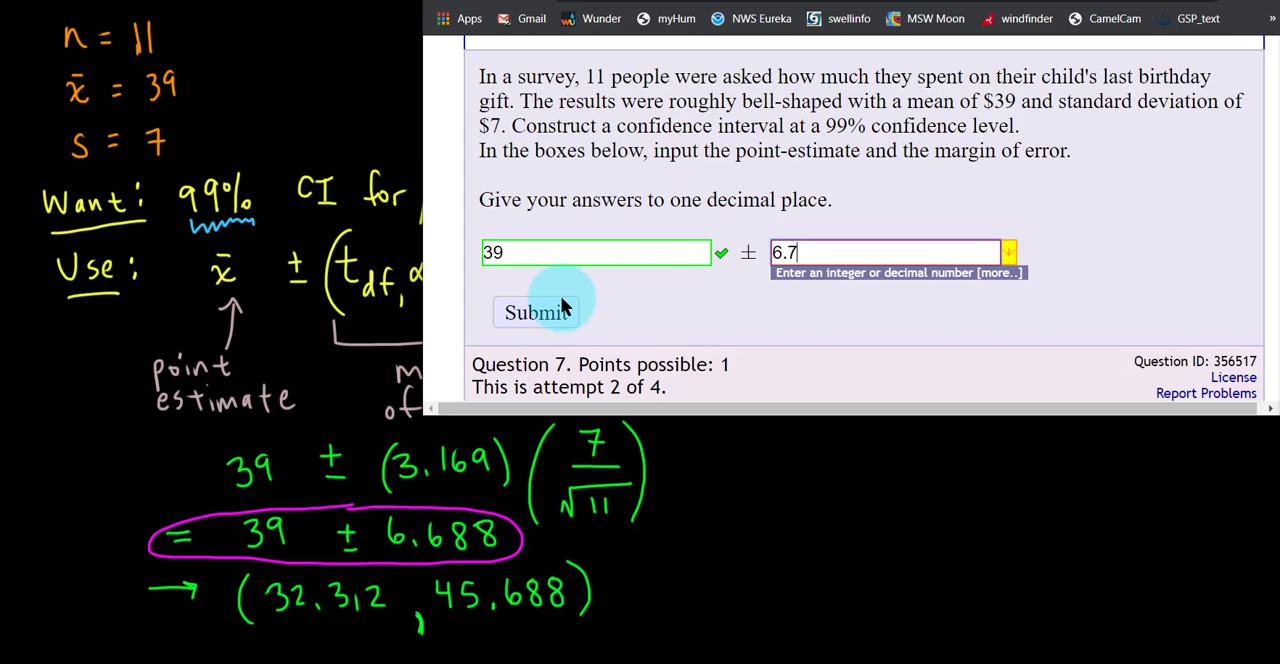 n = 11
x̄ = 39
s = 7
Want: 99% CI for
Use: x̄ ± (t df, α
point
estimate
m
of
39 ± (3.169) (7/√11)
= 39 ± 6.688
→ (32.312, 45.688)
Apps Gmail Wunder myHum NWS Eureka swellinfo MSW Moon windfinder CamelCam GSP_text »
In a survey, 11 people were asked how much they spent on their child's last birthday
gift. The results were roughly bell-shaped with a mean of $39 and standard deviation of
$7. Construct a confidence interval at a 99% confidence level.
In the boxes below, input the point-estimate and the margin of error.
Give your answers to one decimal place.
39 ± 6.7
Enter an integer or decimal number [more..]
Submit
Question 7. Points possible: 1
This is attempt 2 of 4.
Question ID: 356517
License
Report Problems